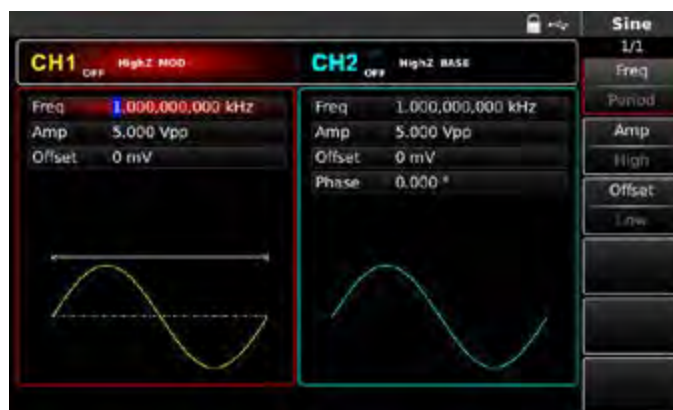 Sine
1/1
CH1 OFF HighZ MOD
CH2 OFF HighZ BASE
Freq
Period
Freq 1.000,000,000 kHz
Freq 1.000,000,000 kHz
Amp 5.000 Vpp
Amp 5.000 Vpp
Amp
High
Offset 0 mV
Offset 0 mV
Phase 0.000 °
Offset
Low